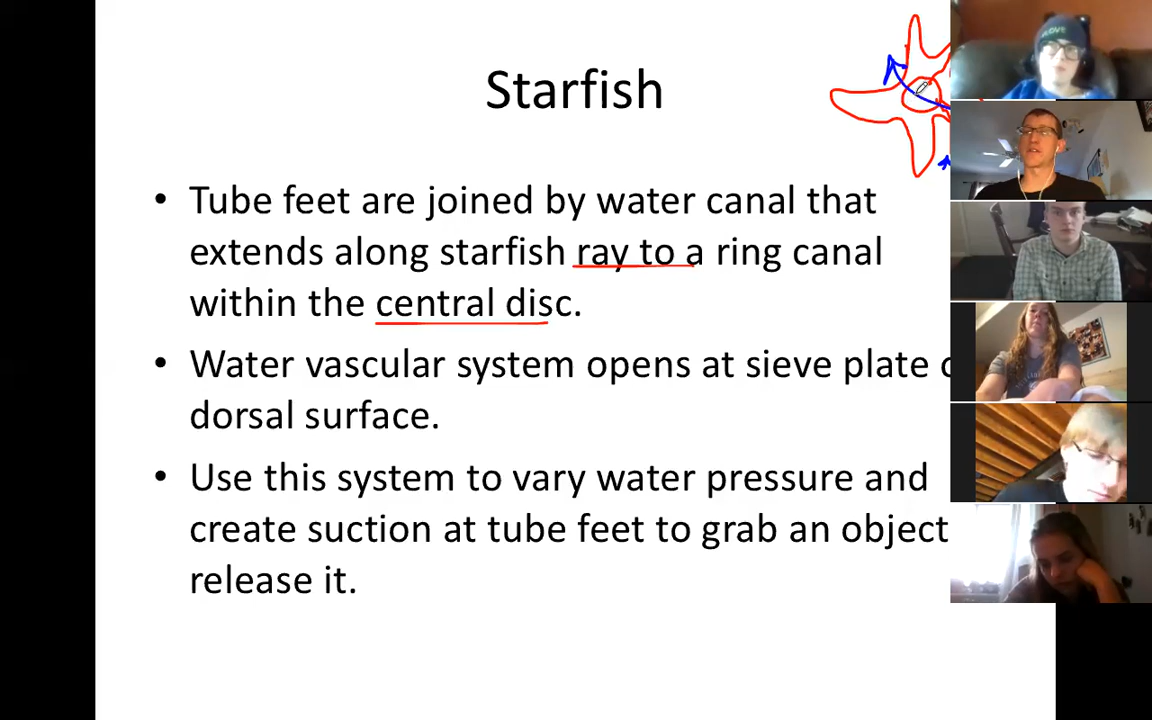 Starfish
• Tube feet are joined by water canal that
extends along starfish ray to a ring canal
within the central disc.
• Water vascular system opens at sieve plate
dorsal surface.
• Use this system to vary water pressure and
create suction at tube feet to grab an object
release it.